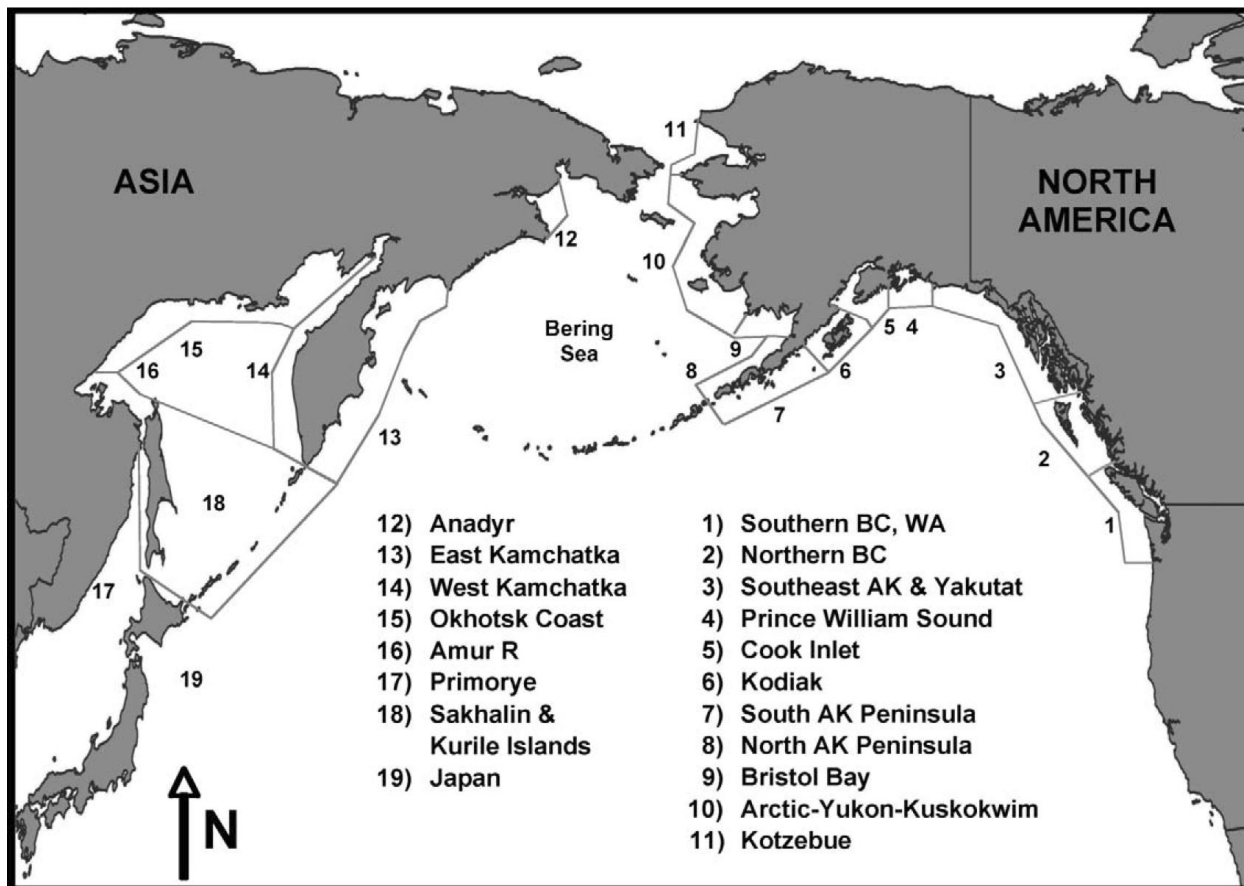 11
ASIA
NORTH
AMERICA
12
10
Bering
Sea
15
16
14
9
8
5
4
6
7
3
13
2
18
1
17
19
12) Anadyr
13) East Kamchatka
14) West Kamchatka
15) Okhotsk Coast
16) Amur R
17) Primorye
18) Sakhalin &
Kurile Islands
19) Japan
1) Southern BC, WA
2) Northern BC
3) Southeast AK & Yakutat
4) Prince William Sound
5) Cook Inlet
6) Kodiak
7) South AK Peninsula
8) North AK Peninsula
9) Bristol Bay
10) Arctic-Yukon-Kuskokwim
11) Kotzebue
N